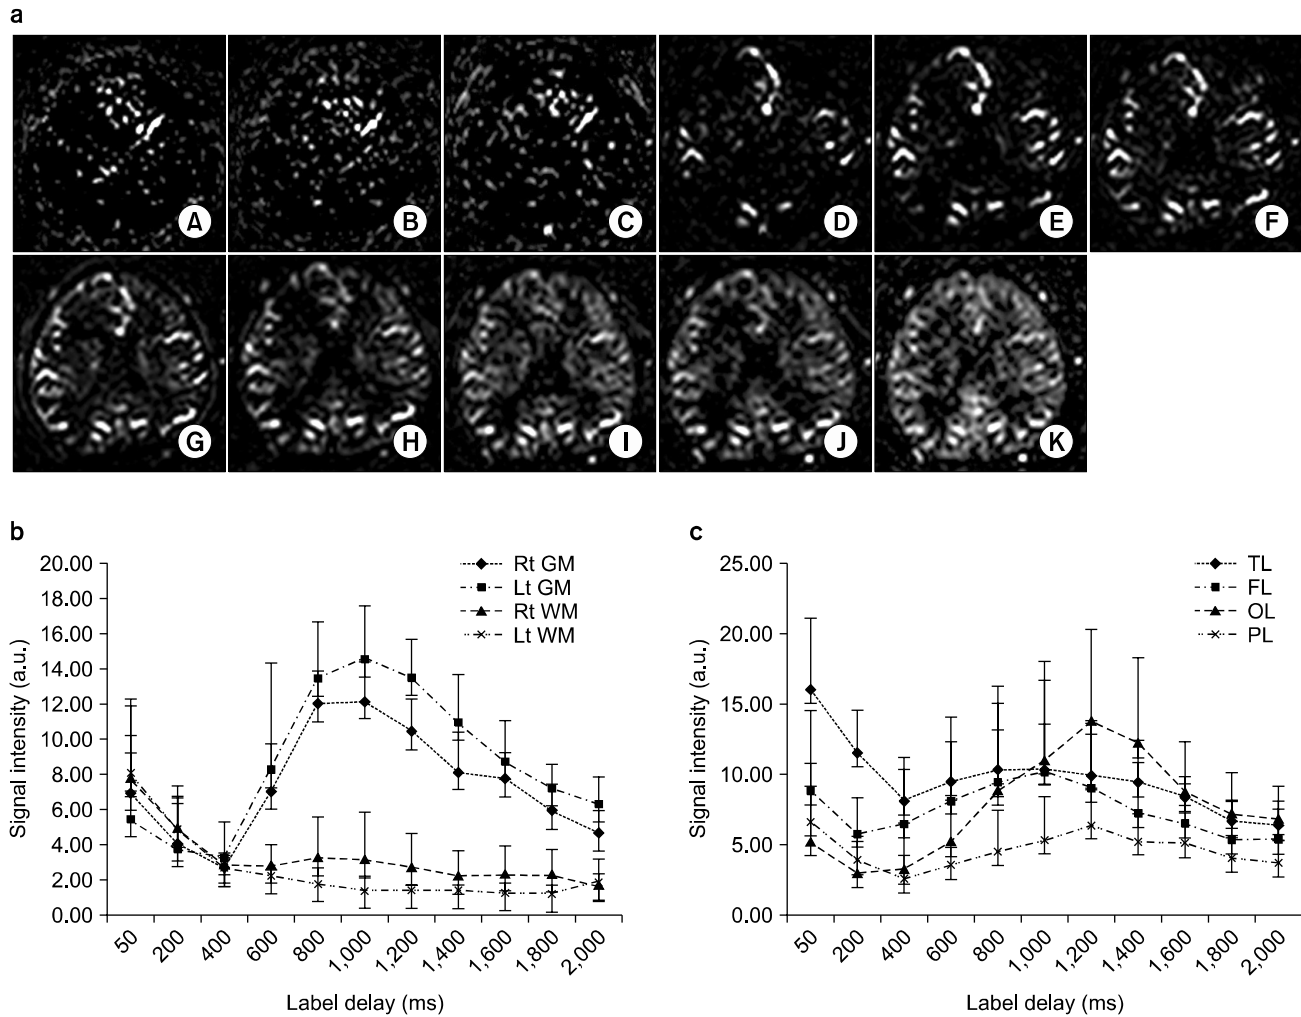 a
A B C D E F
G H I J K
b
20.00
18.00
16.00
14.00
12.00
10.00
8.00
6.00
4.00
2.00
0.00
Signal intensity (a.u.)
Rt GM
Lt GM
Rt WM
Lt WM
50 200 400 600 800 1,000 1,200 1,400 1,600 1,800 2,000
Label delay (ms)
c
25.00
20.00
15.00
10.00
5.00
0.00
Signal intensity (a.u.)
TL
FL
OL
PL
50 200 400 600 800 1,000 1,200 1,400 1,600 1,800 2,000
Label delay (ms)